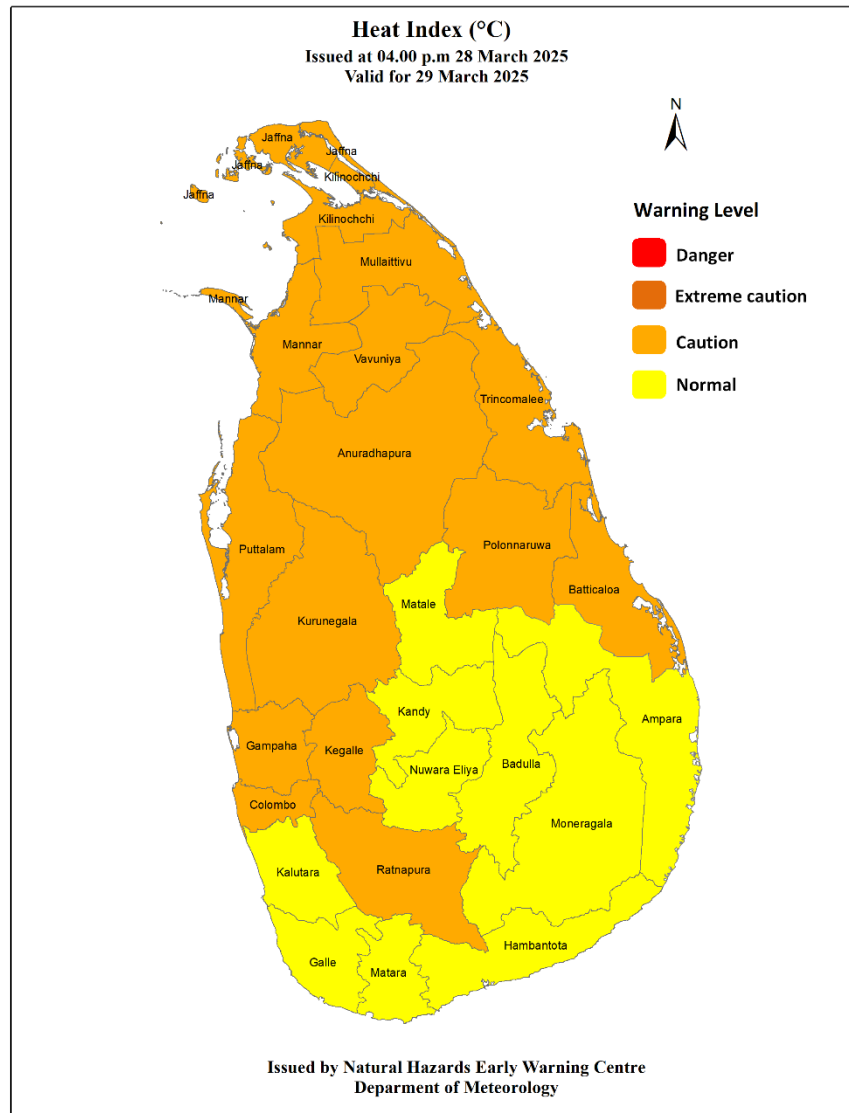 Heat Index (°C)
Issued at 04.00 p.m 28 March 2025
Valid for 29 March 2025
N
Warning Level
Danger
Extreme caution
Caution
Normal
Jaffna
Jaffna
Jaffna
Kilinochchi
Jaffna
Kilinochchi
Mullaittivu
Mannar
Mannar
Vavuniya
Trincomalee
Anuradhapura
Puttalam
Polonnaruwa
Batticaloa
Matale
Kurunegala
Kandy
Ampara
Gampaha
Kegalle
Nuwara Eliya
Badulla
Colombo
Moneragala
Kalutara
Ratnapura
Hambantota
Galle
Matara
Issued by Natural Hazards Early Warning Centre
Deparment of Meteorology